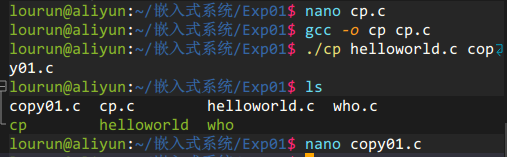 lourun@aliyun:~/嵌入式系统/Exp01$ nano cp.c
lourun@aliyun:~/嵌入式系统/Exp01$ gcc -o cp cp.c
lourun@aliyun:~/嵌入式系统/Exp01$ ./cp helloworld.c cop
y01.c
lourun@aliyun:~/嵌入式系统/Exp01$ ls
copy01.c  cp.c        helloworld.c  who.c
cp        helloworld  who
lourun@aliyun:~/嵌入式系统/Exp01$ nano copy01.c